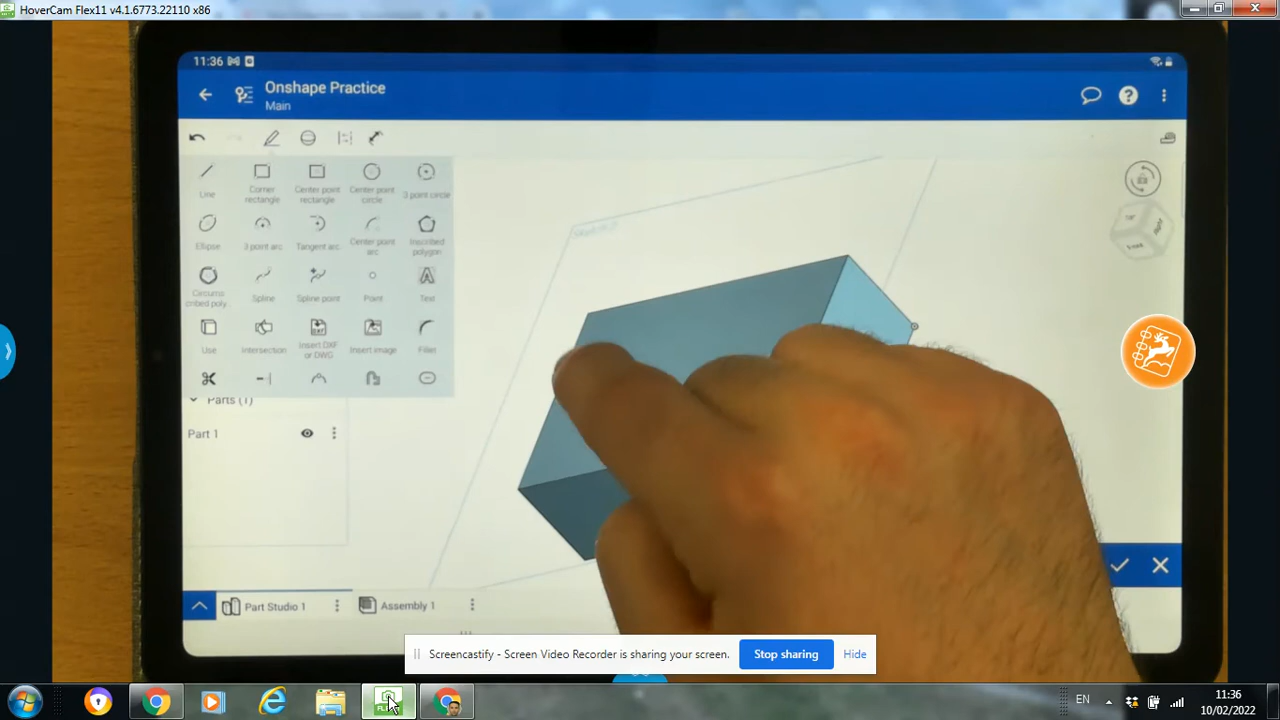 HoverCam Flex11 v4.1.6773.22110 x86
11:36
Onshape Practice
Main
Line
Corner rectangle
Center point rectangle
Center point circle
3 point circle
Ellipse
3 point arc
Tangent arc
Center point arc
Inscribed polygon
Circums cribed poly...
Spline
Spline point
Point
Text
Use
Intersection
Insert DXF or DWG
Insert image
Fillet
Parts (1)
Part 1
Part Studio 1
Assembly 1
Screencastify - Screen Video Recorder is sharing your screen.
Stop sharing
Hide
EN
11:36
10/02/2022